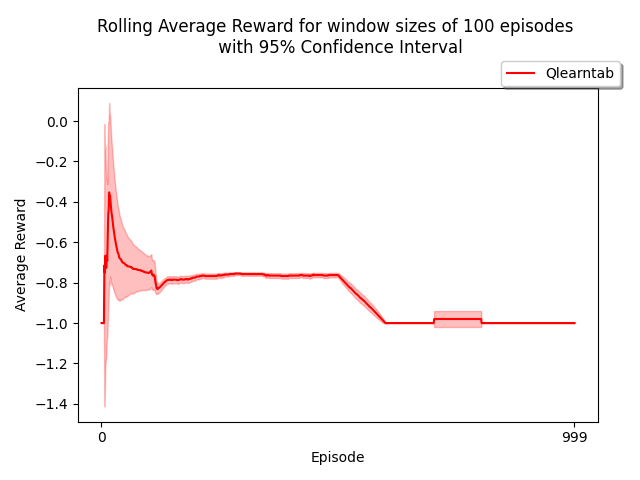 Rolling Average Reward for window sizes of 100 episodes
with 95% Confidence Interval
Qlearntab
Average Reward
0.0
−0.2
−0.4
−0.6
−0.8
−1.0
−1.2
−1.4
0
999
Episode